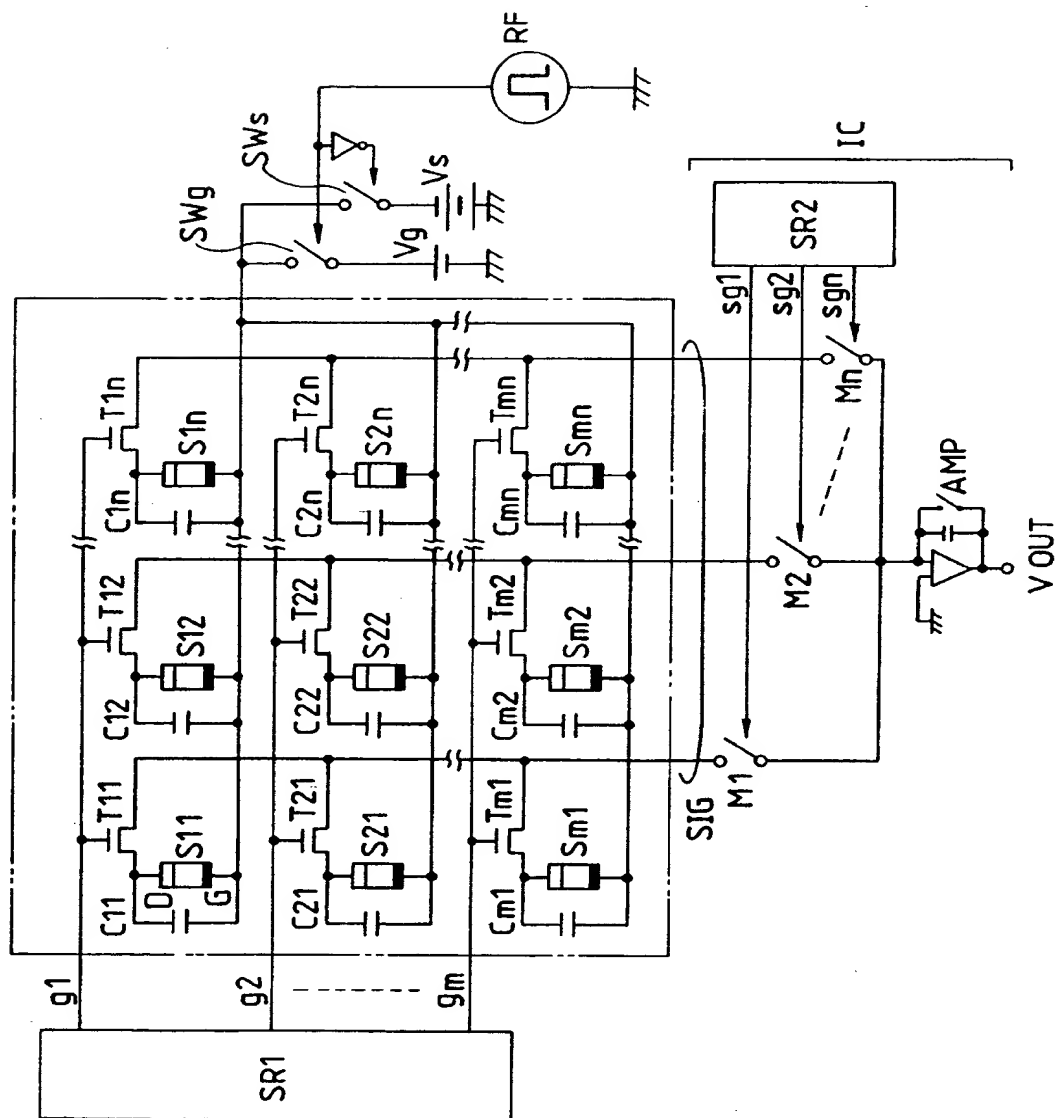 SR1
g1
g2
gm
C11
D
G
S11
T11
C12
S12
T12
C1n
S1n
T1n
C21
S21
T21
C22
S22
T22
C2n
S2n
T2n
Cm1
Sm1
Tm1
Cm2
Sm2
Tm2
Cmn
Smn
Tmn
SWg
SWs
Vg
Vs
RF
SIG
M1
M2
Mn
sg1
sg2
sgn
SR2
IC
AMP
V OUT